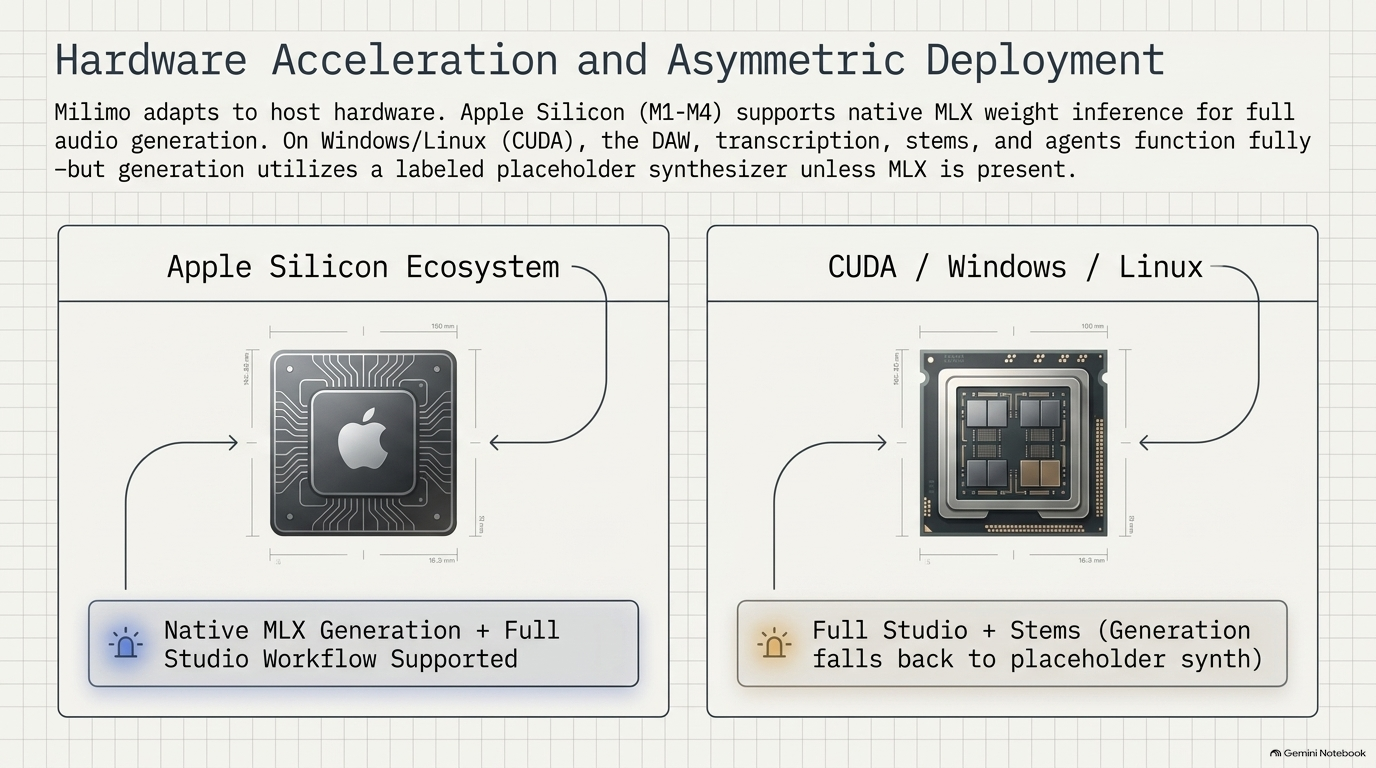 Hardware Acceleration and Asymmetric Deployment
Milimo adapts to host hardware. Apple Silicon (M1-M4) supports native MLX weight inference for full
audio generation. On Windows/Linux (CUDA), the DAW, transcription, stems, and agents function fully
—but generation utilizes a labeled placeholder synthesizer unless MLX is present.
Apple Silicon Ecosystem
150 mm
16.3 mm
Native MLX Generation + Full
Studio Workflow Supported
CUDA / Windows / Linux
100 mm
16.3 mm
Full Studio + Stems (Generation
falls back to placeholder synth)
Gemini Notebook